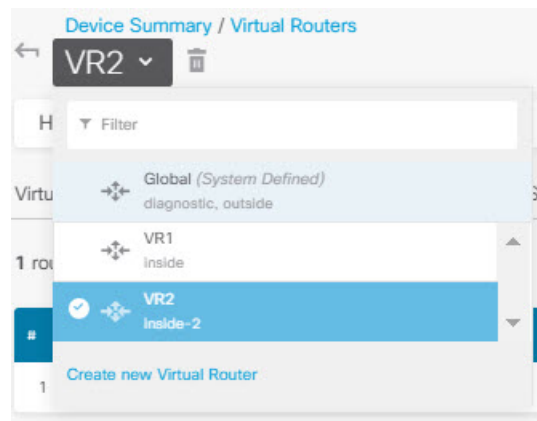 Device Summary / Virtual Routers
VR2
H
Filter
Virtu
Global (System Defined)
diagnostic, outside
S
VR1
inside
1 rou
VR2
inside-2
#
1
Create new Virtual Router